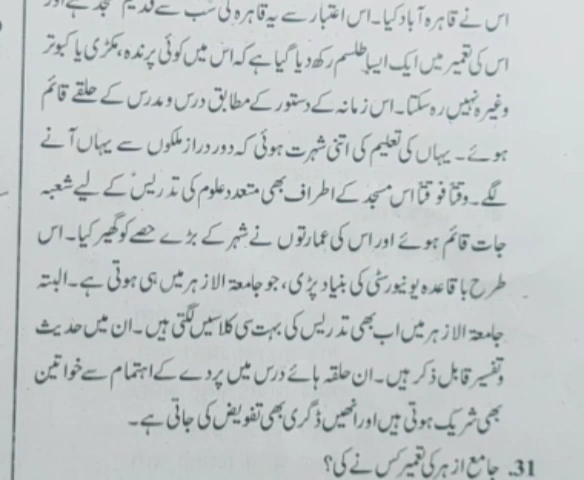 اس نے قاہرہ آباد کیا۔ اس اعتبار سے یہ قاہرہ کی سب سے قدیم مسجد ہے اور
اس کی تعمیر میں ایک ایسا طلسم رکھ دیا گیا ہے کہ اس میں کوئی پرندہ، مکڑی یا کبوتر
وغیرہ نہیں رہ سکتا۔ اس زمانہ کے دستور کے مطابق درس و مدرس کے حلقے قائم
ہوئے۔ یہاں کی تعلیم کی اتنی شہرت ہوئی کہ دور دراز ملکوں سے یہاں آنے
لگے۔ وقتاً فوقتاً اس مسجد کے اطراف بھی متعدد علوم کی تدریس کے لیے شعبہ
جات قائم ہوئے اور اس کی عمارتوں نے شہر کے بڑے حصے کو گھیر کیا۔ اس
طرح باقاعدہ یونیورسٹی کی بنیاد پڑی، جو جامعۃ الازہر میں ہی ہوتی ہے۔ البتہ
جامعۃ الازہر میں اب بھی تدریس کی بہت سی کلاسیں لگتی ہیں۔ ان میں حدیث
و تفسیر قابل ذکر ہیں۔ ان حلقہ ہائے درس میں پردے کے اہتمام سے خواتین
بھی شریک ہوتی ہیں اور انھیں ڈگری بھی تفویض کی جاتی ہے۔
31. جامع ازہر کی تعمیر کس نے کی؟